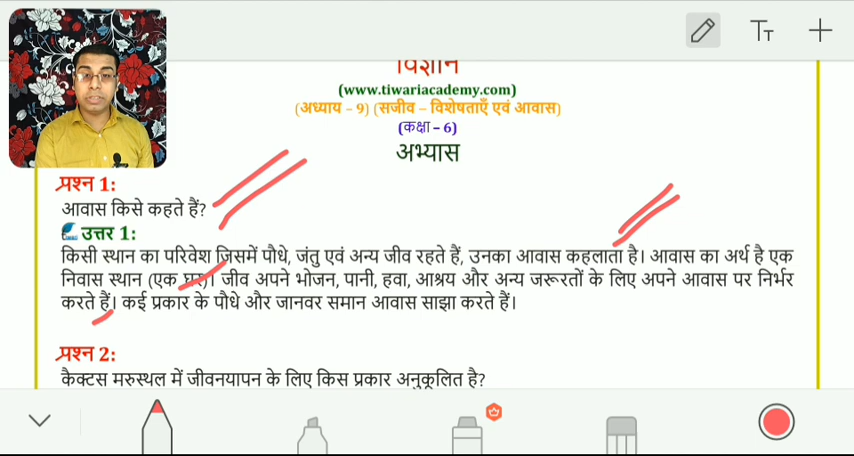 विज्ञान
(www.tiwariacademy.com)
(अध्याय – 9) (सजीव – विशेषताएँ एवं आवास)
(कक्षा – 6)
अभ्यास
प्रश्न 1:
आवास किसे कहते हैं?
उत्तर 1:
किसी स्थान का परिवेश जिसमें पौधे, जंतु एवं अन्य जीव रहते हैं, उनका आवास कहलाता है। आवास का अर्थ है एक
निवास स्थान (एक घर)। जीव अपने भोजन, पानी, हवा, आश्रय और अन्य जरूरतों के लिए अपने आवास पर निर्भर
करते हैं। कई प्रकार के पौधे और जानवर समान आवास साझा करते हैं।
प्रश्न 2:
कैक्टस मरुस्थल में जीवनयापन के लिए किस प्रकार अनुकूलित है?